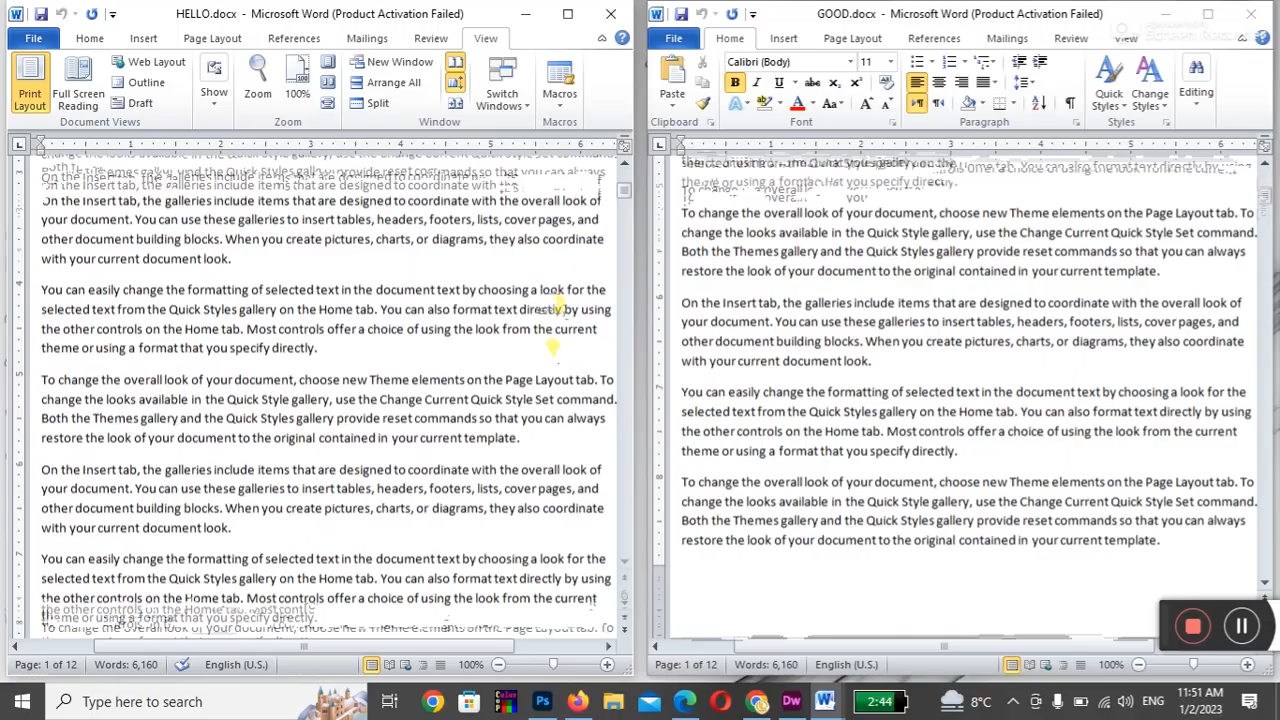 HELLO.docx - Microsoft Word (Product Activation Failed)
File Home Insert Page Layout References Mailings Review View
Print Layout
Full Screen Reading
Web Layout
Outline
Draft
Document Views
Show
Zoom
100%
Zoom
New Window
Arrange All
Split
Switch Windows
Window
Macros
Macros
1 2 3 4 5 6
On the Insert tab, the galleries include items that are designed to coordinate with the overall look of
your document. You can use these galleries to insert tables, headers, footers, lists, cover pages, and
other document building blocks. When you create pictures, charts, or diagrams, they also coordinate
with your current document look.
You can easily change the formatting of selected text in the document text by choosing a look for the
selected text from the Quick Styles gallery on the Home tab. You can also format text directly by using
the other controls on the Home tab. Most controls offer a choice of using the look from the current
theme or using a format that you specify directly.
To change the overall look of your document, choose new Theme elements on the Page Layout tab. To
change the looks available in the Quick Style gallery, use the Change Current Quick Style Set command.
Both the Themes gallery and the Quick Styles gallery provide reset commands so that you can always
restore the look of your document to the original contained in your current template.
On the Insert tab, the galleries include items that are designed to coordinate with the overall look of
your document. You can use these galleries to insert tables, headers, footers, lists, cover pages, and
other document building blocks. When you create pictures, charts, or diagrams, they also coordinate
with your current document look.
You can easily change the formatting of selected text in the document text by choosing a look for the
selected text from the Quick Styles gallery on the Home tab. You can also format text directly by using
the other controls on the Home tab. Most controls offer a choice of using the look from the current
theme or using a format that you specify directly.
Page: 1 of 12 Words: 6,160 English (U.S.) 100%
GOOD.docx - Microsoft Word (Product Activation Failed)
File Home Insert Page Layout References Mailings Review View
Paste
Clipboard
Calibri (Body) 11
B I U abc x₂ x²
A Aa A A
Font
Paragraph
Quick Styles
Change Styles
Styles
Editing
1 2 3 4 5 6
To change the overall look of your document, choose new Theme elements on the Page Layout tab. To
change the looks available in the Quick Style gallery, use the Change Current Quick Style Set command.
Both the Themes gallery and the Quick Styles gallery provide reset commands so that you can always
restore the look of your document to the original contained in your current template.
On the Insert tab, the galleries include items that are designed to coordinate with the overall look of
your document. You can use these galleries to insert tables, headers, footers, lists, cover pages, and
other document building blocks. When you create pictures, charts, or diagrams, they also coordinate
with your current document look.
You can easily change the formatting of selected text in the document text by choosing a look for the
selected text from the Quick Styles gallery on the Home tab. You can also format text directly by using
the other controls on the Home tab. Most controls offer a choice of using the look from the current
theme or using a format that you specify directly.
To change the overall look of your document, choose new Theme elements on the Page Layout tab. To
change the looks available in the Quick Style gallery, use the Change Current Quick Style Set command.
Both the Themes gallery and the Quick Styles gallery provide reset commands so that you can always
restore the look of your document to the original contained in your current template.
Page: 1 of 12 Words: 6,160 English (U.S.) 100%
Type here to search
2:44
8°C
ENG
11:51 AM
1/2/2023